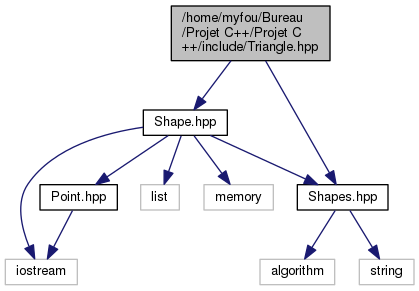 /home/myfou/Bureau
/Projet C++/Projet C
++/include/Triangle.hpp
Shape.hpp
Point.hpp
list
memory
Shapes.hpp
iostream
algorithm
string